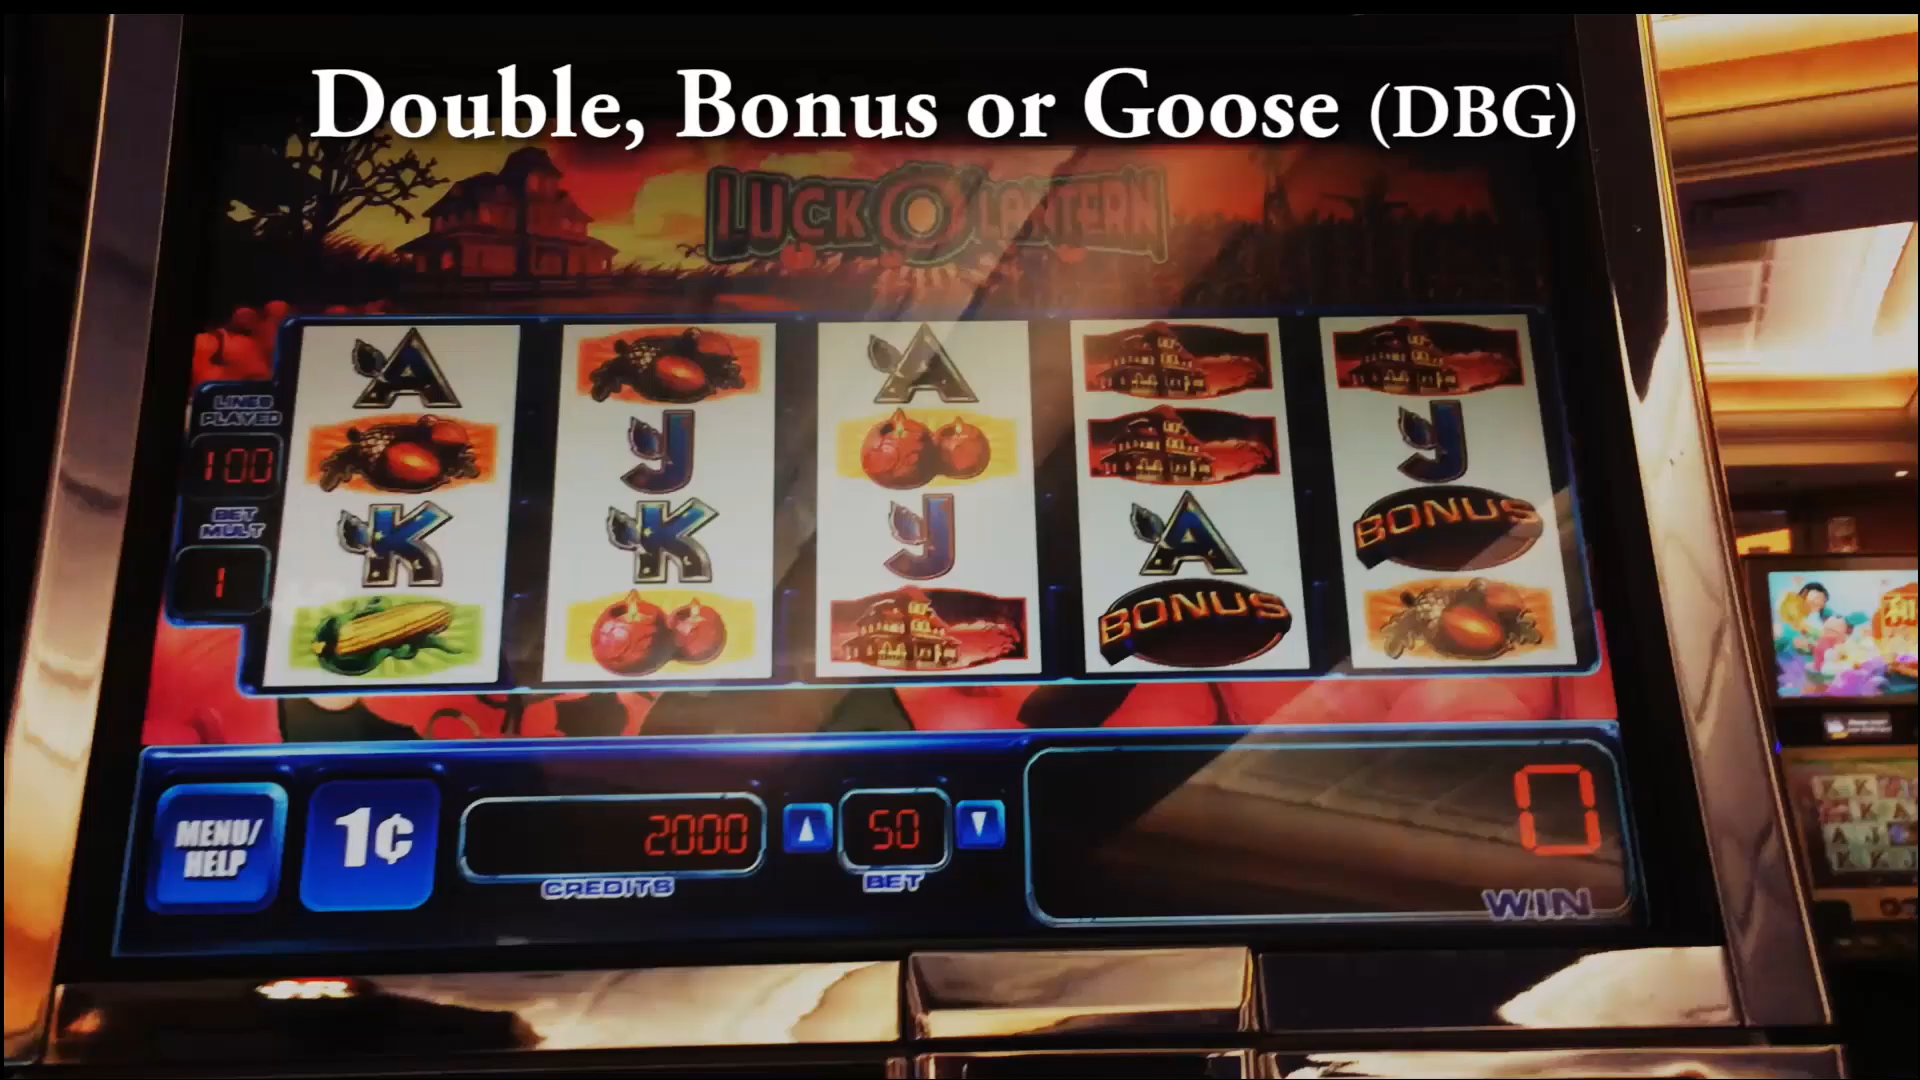 Double, Bonus or Goose (DBG)
LUCK O LANTERN
A
A
LINES
PLAYED
100
J
J
BET
MULT
1
K
K
J
A
BONUS
BONUS
MENU/
HELP
1¢
2000
CREDITS
50
BET
0
WIN